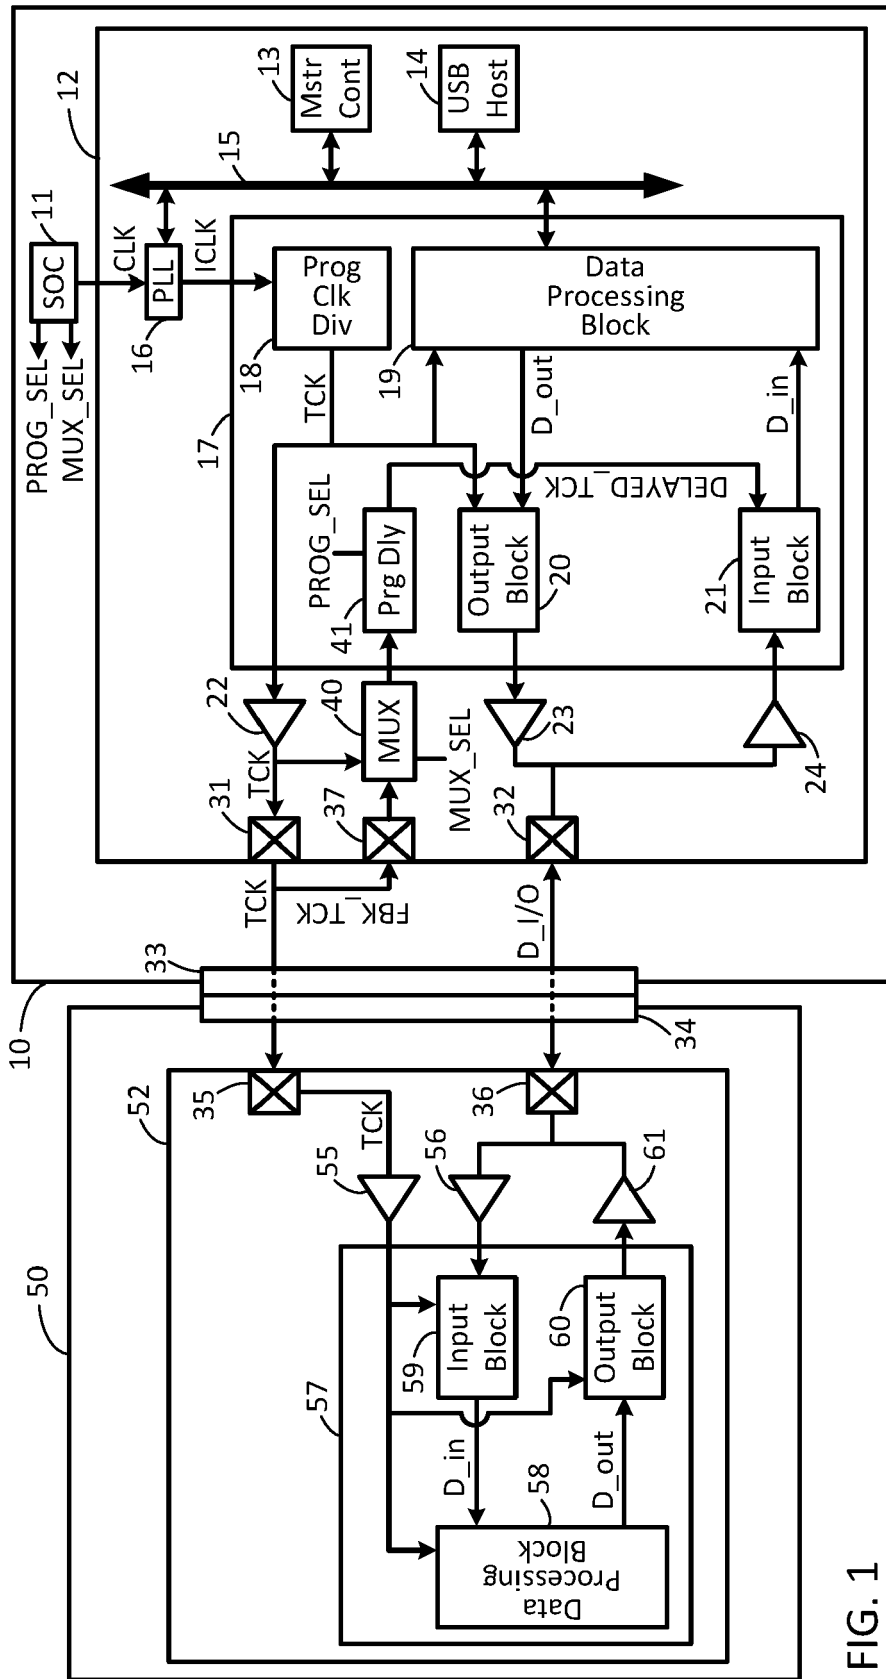 FIG. 1
50
52
10
12
11
SOC
PROG_SEL
MUX_SEL
CLK
PLL
16
ICLK
15
13
Mstr
Cont
14
USB
Host
17
Prog
Clk
Div
18
TCK
Data
Processing
Block
19
D_out
D_in
PROG_SEL
Prg Dly
41
DELAYED_TCK
Output
Block
20
Input
Block
21
22
TCK
40
MUX
MUX_SEL
23
24
31
37
32
TCK
FBK_TCK
D_I/O
33
34
35
TCK
36
55
56
61
57
Input
Block
59
Output
Block
60
D_in
D_out
58
Data
Processing
Block